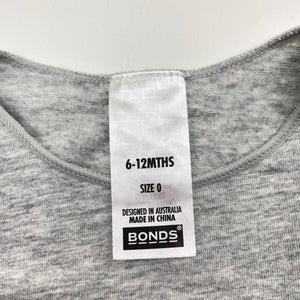 6-12MTHS
SIZE 0
DESIGNED IN AUSTRALIA
MADE IN CHINA
BONDS®